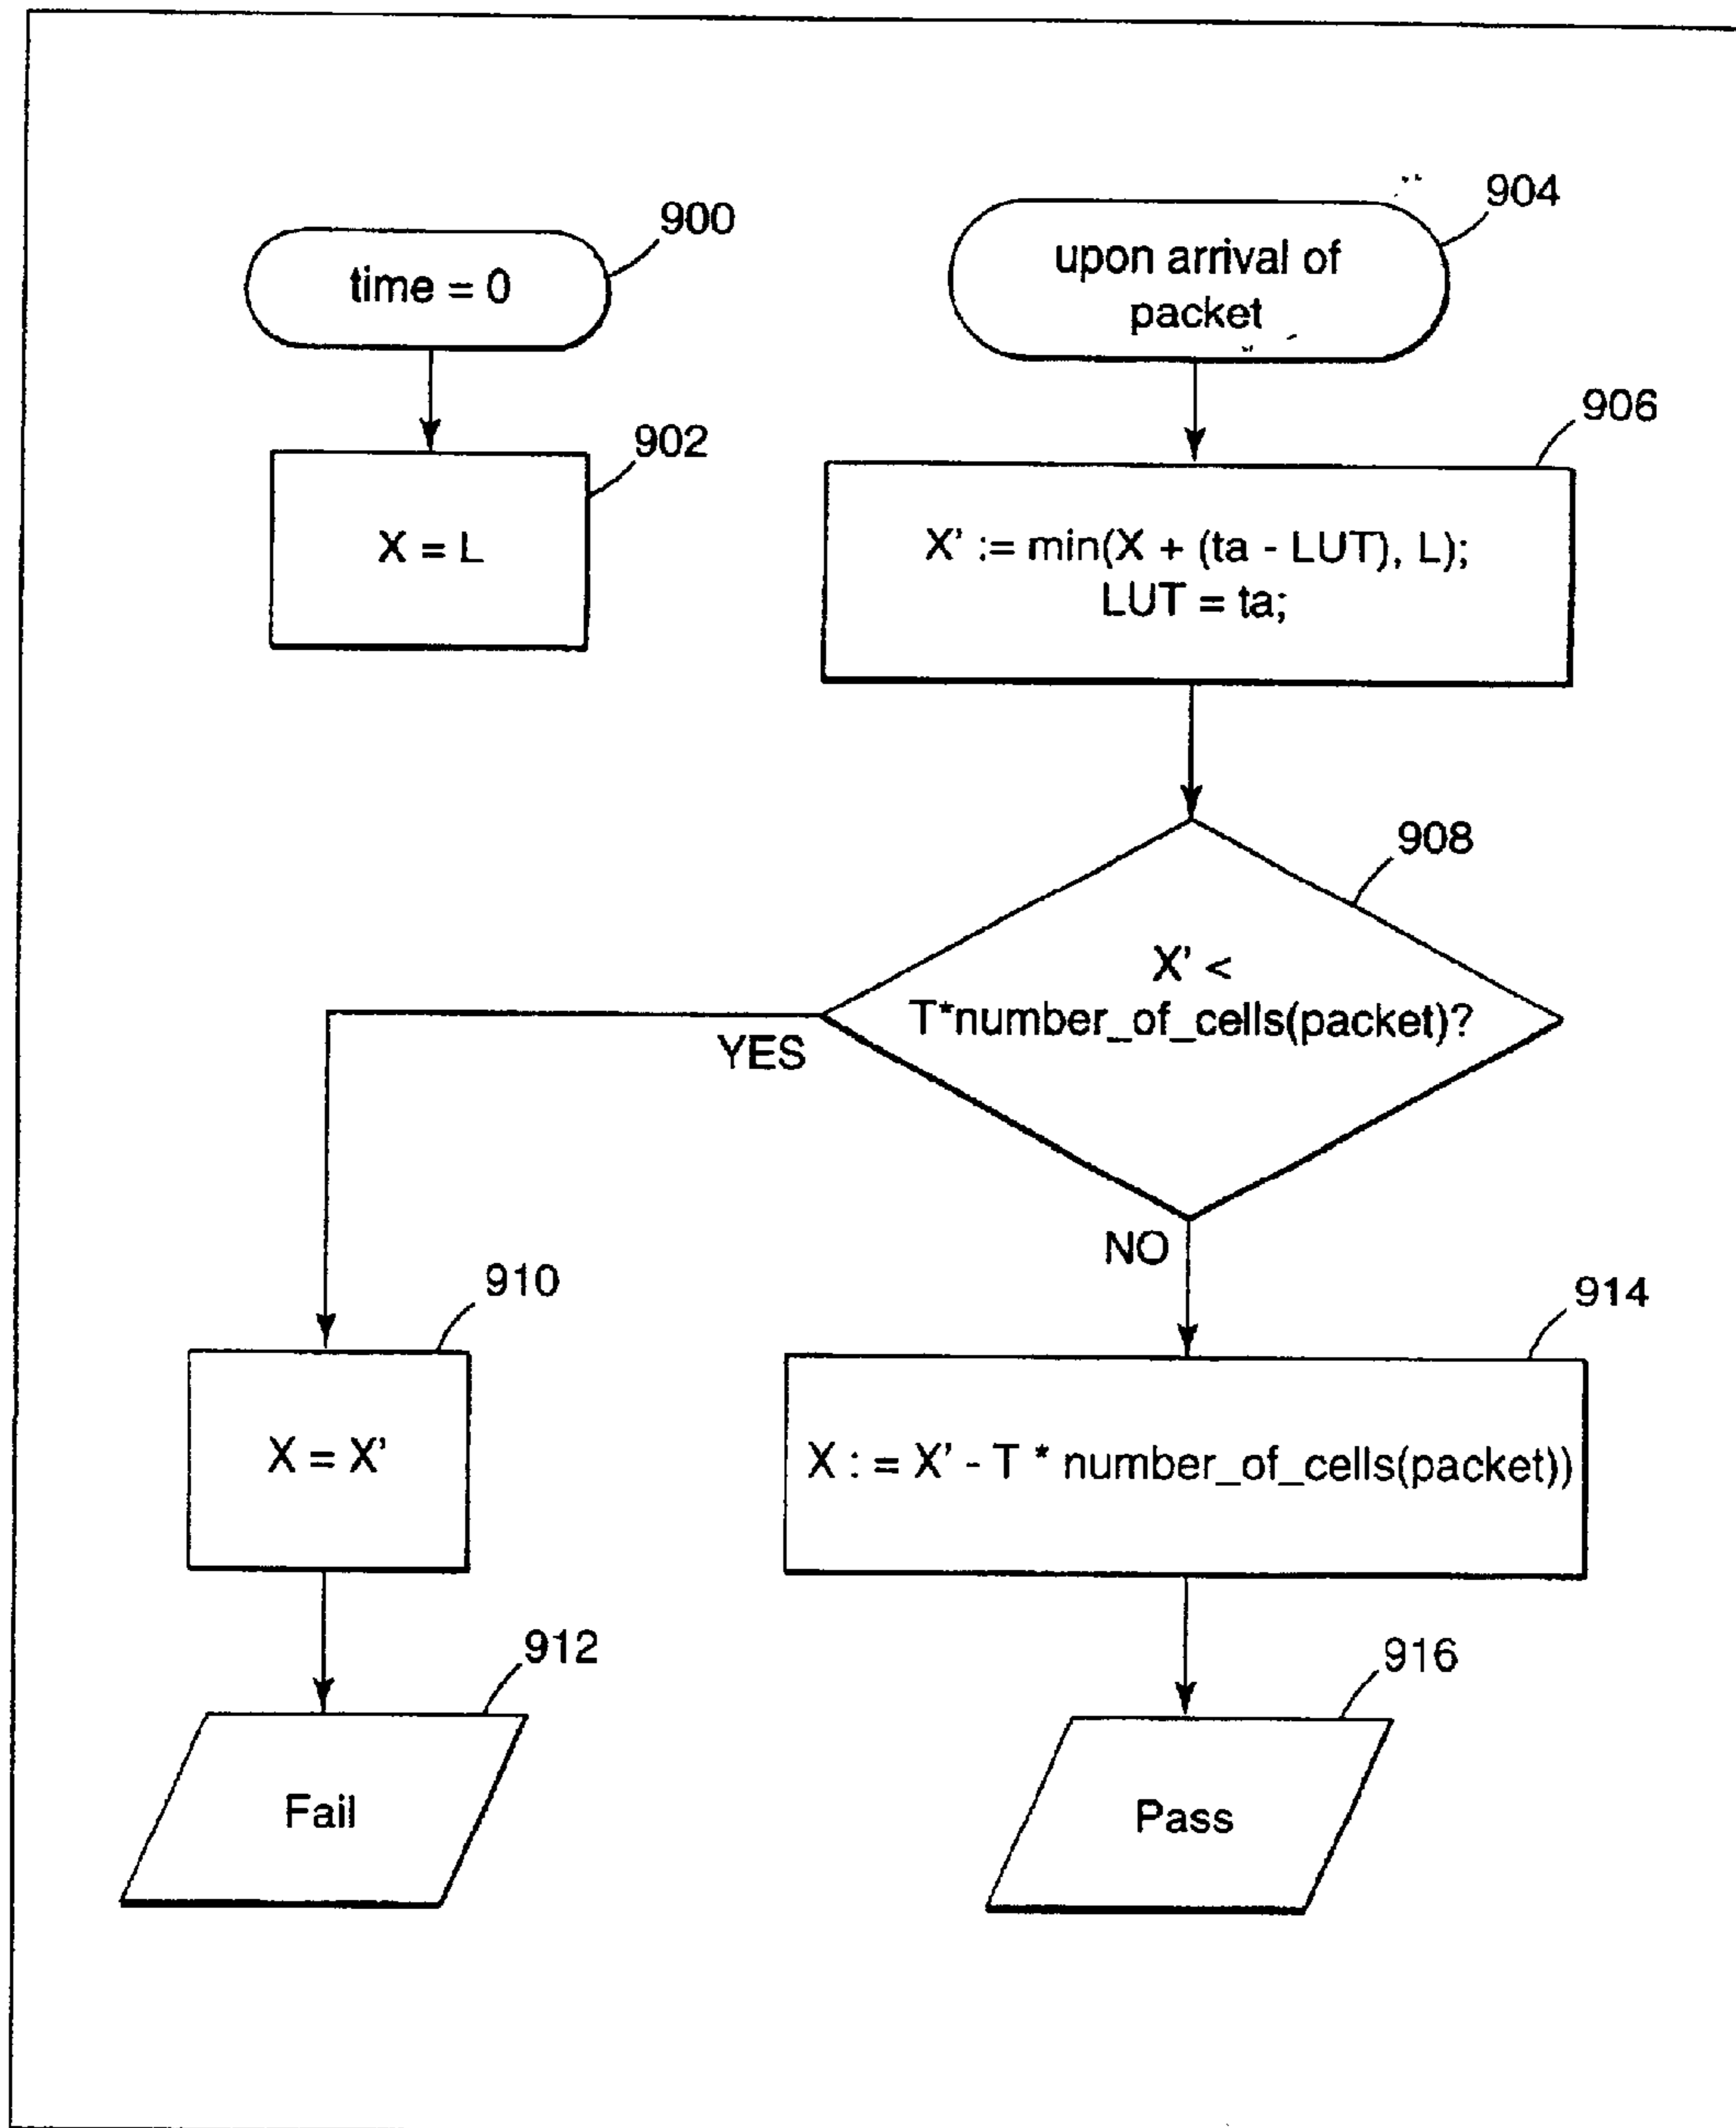 900
time = 0
902
X = L
904
upon arrival of
packet
906
X' := min(X + (ta - LUT), L);
LUT = ta;
908
X' <
T*number_of_cells(packet)?
YES
NO
910
X = X'
912
Fail
914
X : = X' - T * number_of_cells(packet))
916
Pass